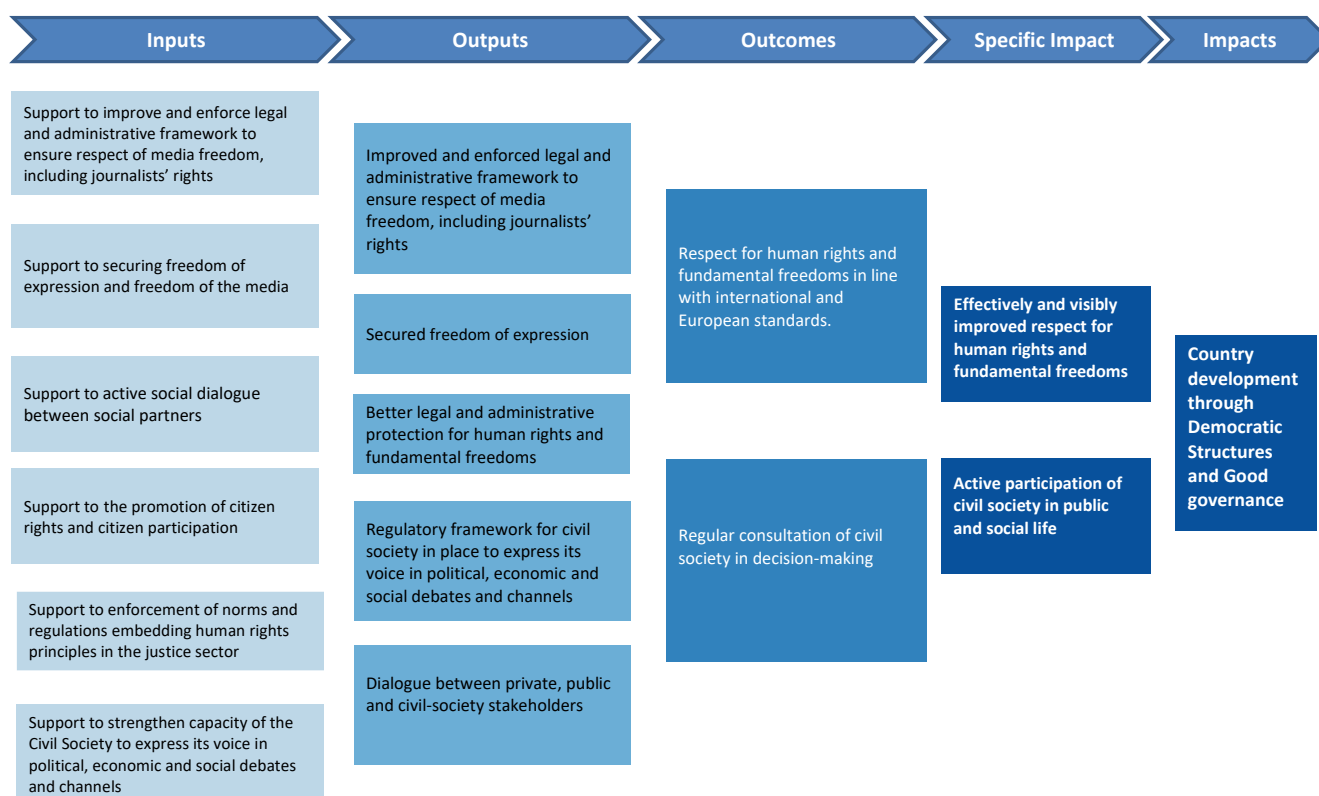 Inputs
Outputs
Outcomes
Specific Impact
Impacts
Support to improve and enforce legal
and administrative framework to
ensure respect of media freedom,
including journalists’ rights
Support to securing freedom of
expression and freedom of the media
Support to active social dialogue
between social partners
Support to the promotion of citizen
rights and citizen participation
Support to enforcement of norms and
regulations embedding human rights
principles in the justice sector
Support to strengthen capacity of the
Civil Society to express its voice in
political, economic and social debates
and channels
Improved and enforced legal and
administrative framework to
ensure respect of media
freedom, including journalists’
rights
Secured freedom of expression
Better legal and administrative
protection for human rights and
fundamental freedoms
Regulatory framework for civil
society in place to express its
voice in political, economic and
social debates and channels
Dialogue between private, public
and civil-society stakeholders
Respect for human rights and
fundamental freedoms in line
with international and
European standards.
Regular consultation of civil
society in decision-making
Effectively and visibly
improved respect for
human rights and
fundamental freedoms
Active participation of
civil society in public
and social life
Country
development
through
Democratic
Structures
and Good
governance